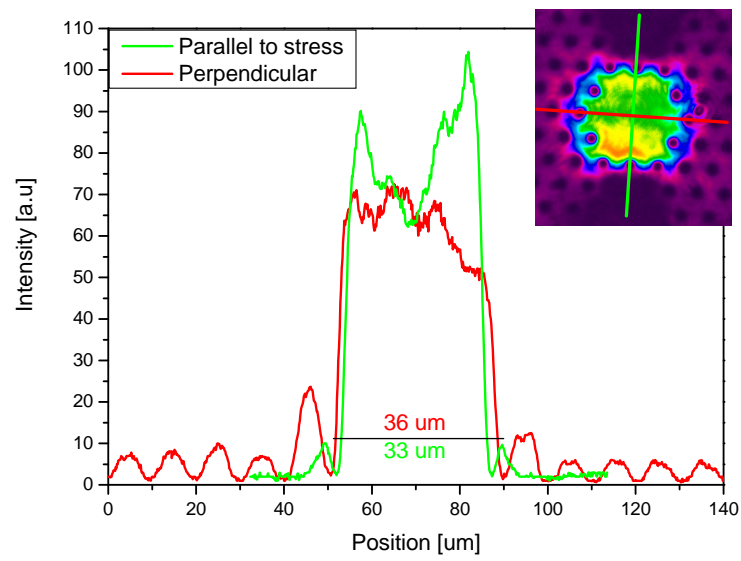 Parallel to stress
Perpendicular
110
100
90
80
70
60
50
40
30
20
10
0
Intensity [a.u]
36 um
33 um
0 20 40 60 80 100 120 140
Position [um]